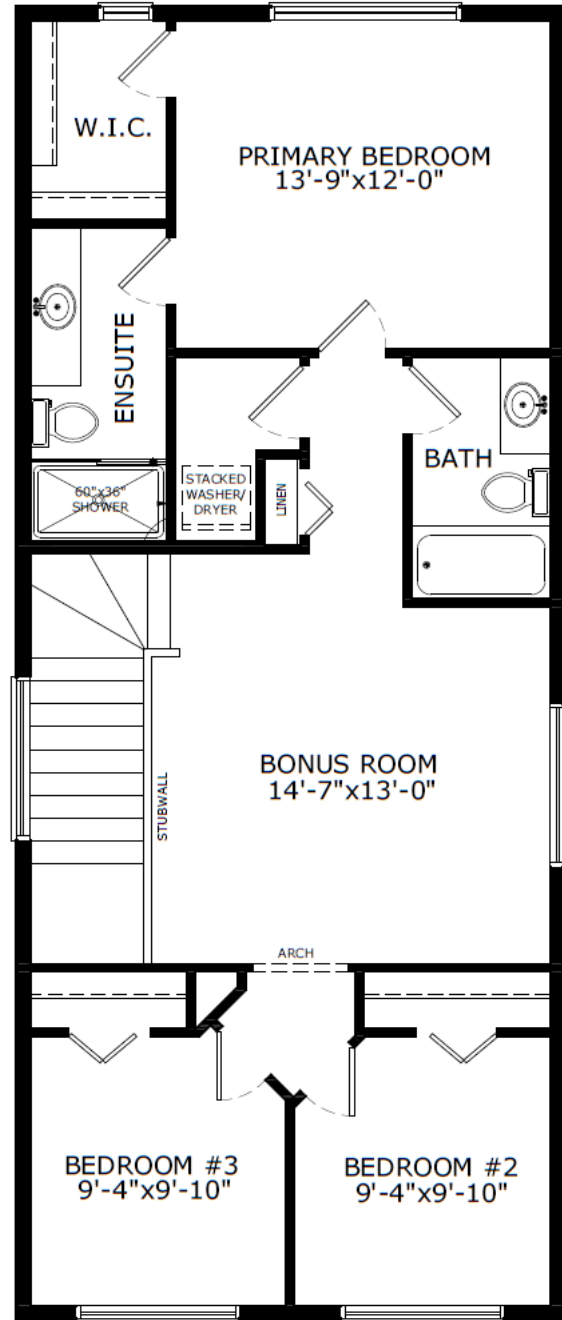 W.I.C.
PRIMARY BEDROOM
13'-9"x12'-0"
ENSUITE
BATH
60"x36"
SHOWER
STACKED
WASHER/
DRYER
LINEN
BONUS ROOM
14'-7"x13'-0"
STUBWALL
ARCH
BEDROOM #3
9'-4"x9'-10"
BEDROOM #2
9'-4"x9'-10"